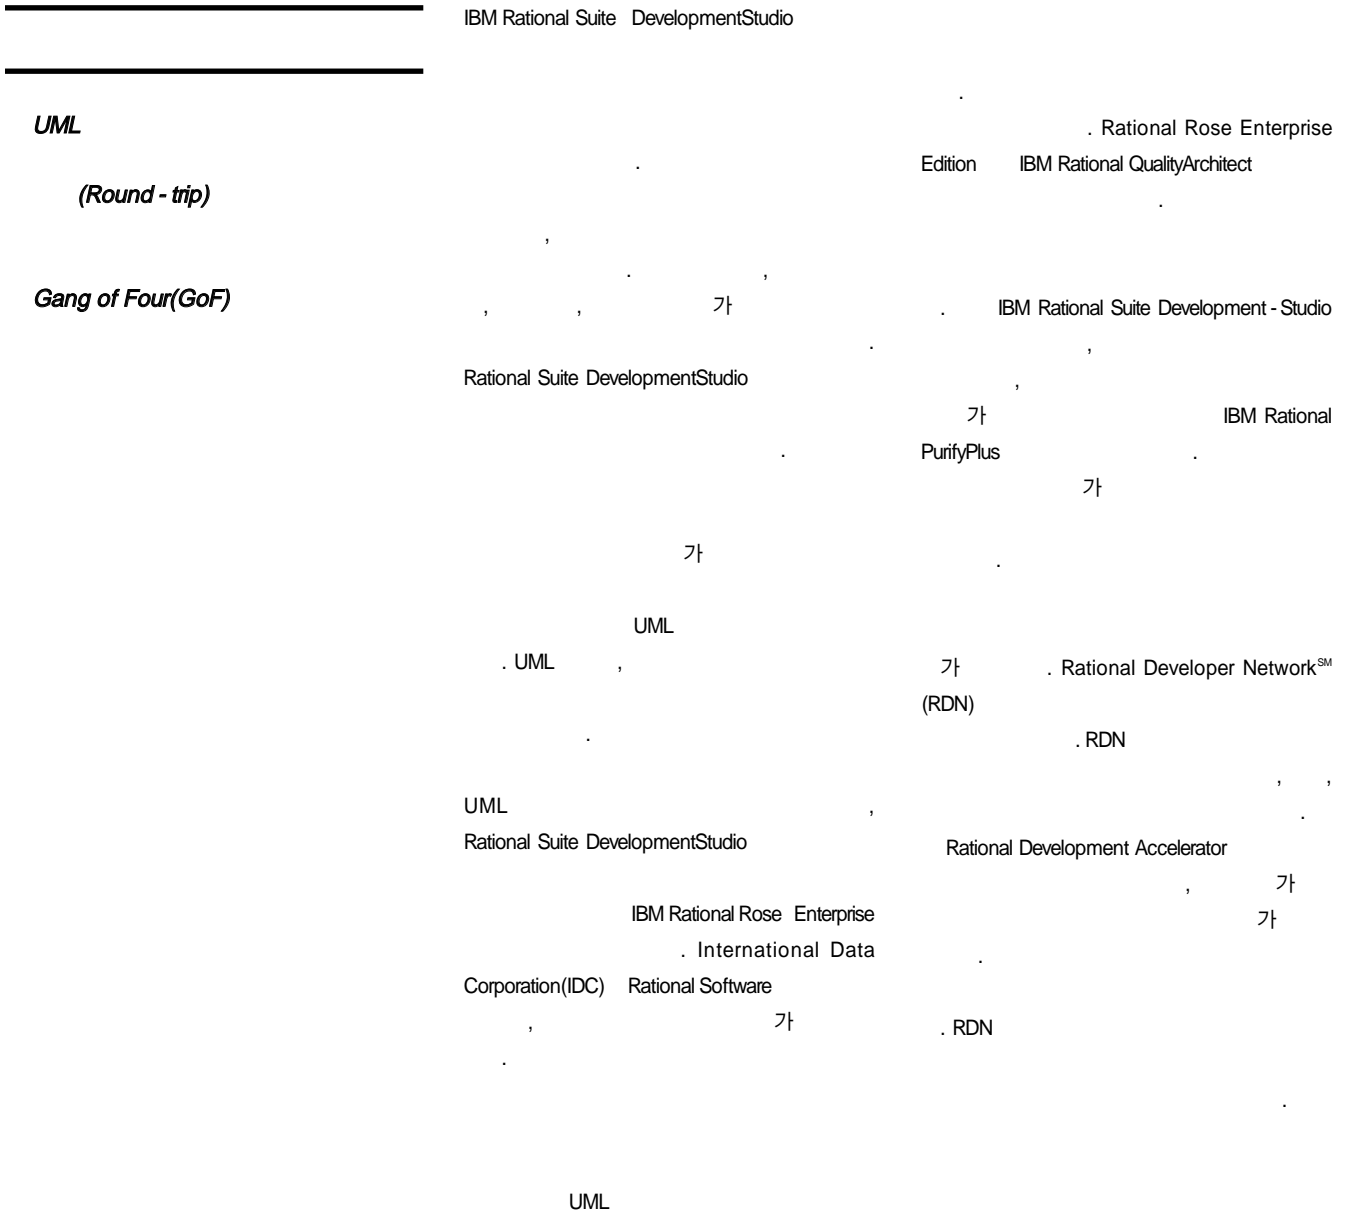 UML
(Round - trip)
Gang of Four(GoF)
IBM Rational Suite DevelopmentStudio
.
,
. ,
, , 가
.
Rational Suite DevelopmentStudio
.
가
UML
. UML ,
.
UML ,
Rational Suite DevelopmentStudio
IBM Rational Rose Enterprise
. International Data
Corporation(IDC) Rational Software
, 가
.
UML
.
. Rational Rose Enterprise
Edition IBM Rational QualityArchitect
.
. IBM Rational Suite Development - Studio
,
,
가 IBM Rational
PurifyPlus .
가
.
가 . Rational Developer Network℠
(RDN)
. RDN
, ,
.
Rational Development Accelerator
, 가
가
.
. RDN
.